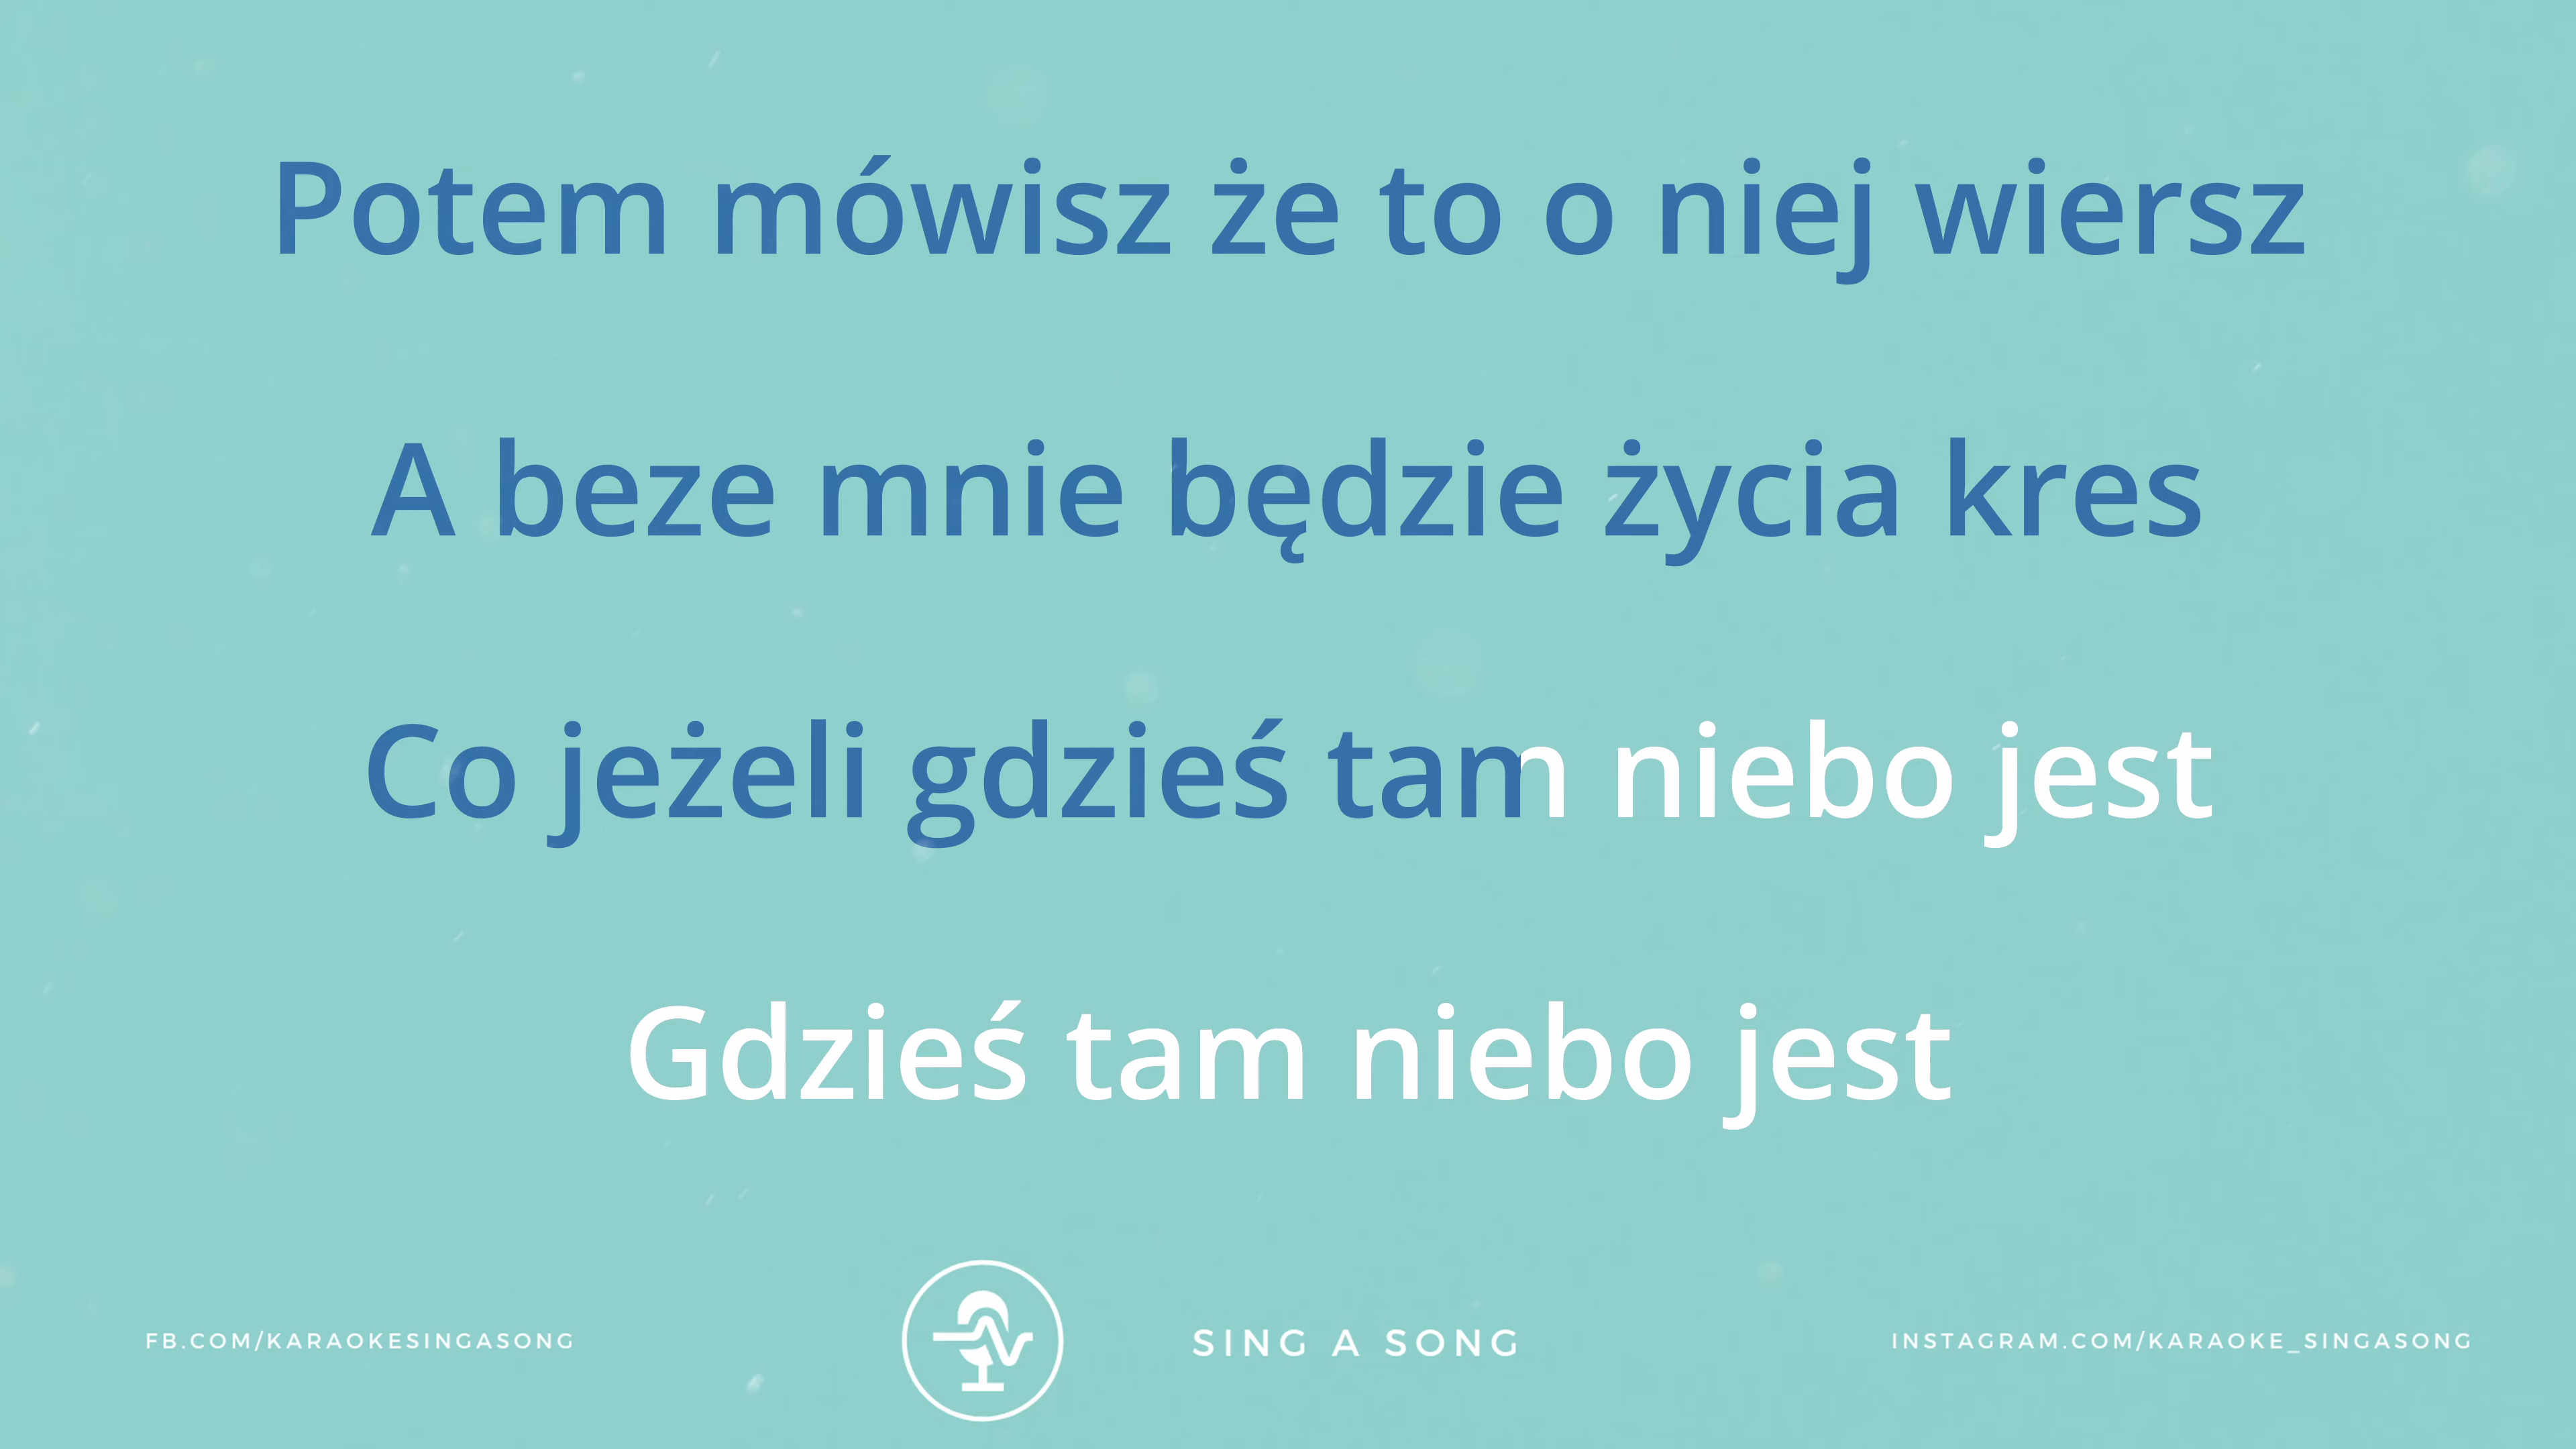 Potem mówisz że to o niej wiersz
A beze mnie będzie życia kres
Co jeżeli gdzieś tam niebo jest
Gdzieś tam niebo jest
FB.COM/KARAOKESINGASONG
SING A SONG
INSTAGRAM.COM/KARAOKE_SINGASONG